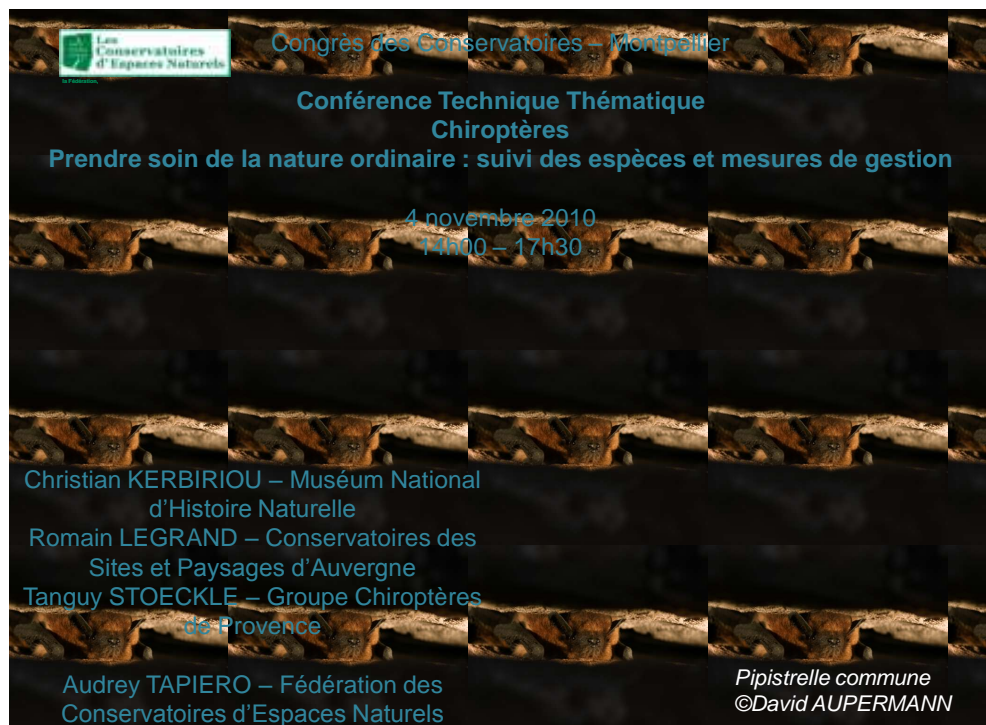 Les
Conservatoires
d'Espaces Naturels
la Fédération.
Congrès des Conservatoires – Montpellier
Conférence Technique Thématique
Chiroptères
Prendre soin de la nature ordinaire : suivi des espèces et mesures de gestion
4 novembre 2010
14h00 – 17h30
Christian KERBIRIOU – Muséum National
d'Histoire Naturelle
Romain LEGRAND – Conservatoires des
Sites et Paysages d'Auvergne
Tanguy STOECKLE – Groupe Chiroptères
de Provence
Audrey TAPIERO – Fédération des
Conservatoires d'Espaces Naturels
Pipistrelle commune
©David AUPERMANN